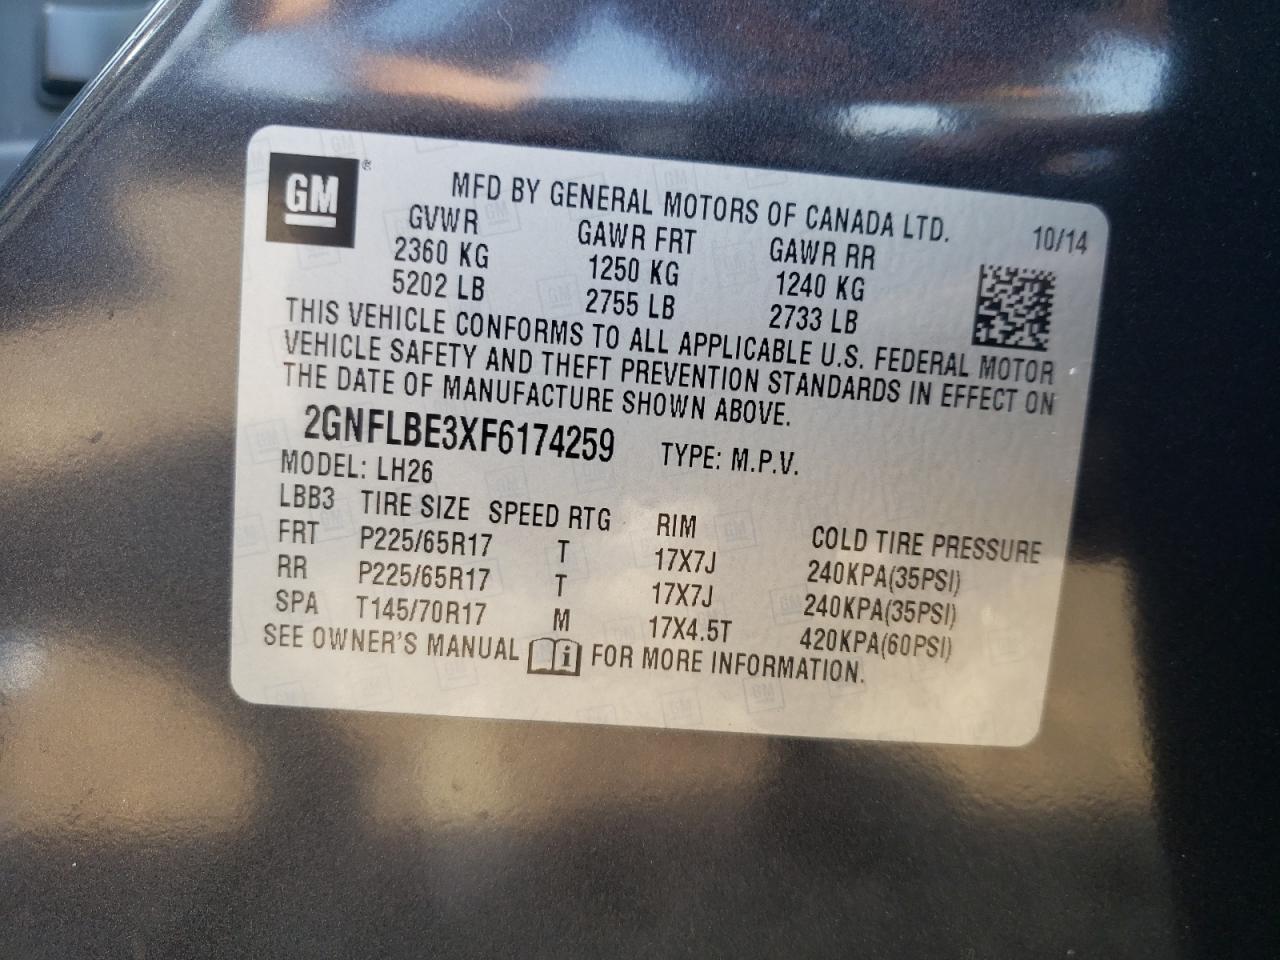 GM ®
MFD BY GENERAL MOTORS OF CANADA LTD.
10/14
GVWR GAWR FRT GAWR RR
2360 KG 1250 KG 1240 KG
5202 LB 2755 LB 2733 LB
THIS VEHICLE CONFORMS TO ALL APPLICABLE U.S. FEDERAL MOTOR
VEHICLE SAFETY AND THEFT PREVENTION STANDARDS IN EFFECT ON
THE DATE OF MANUFACTURE SHOWN ABOVE.
2GNFLBE3XF6174259 TYPE: M.P.V.
MODEL: LH26
LBB3 TIRE SIZE SPEED RTG RIM COLD TIRE PRESSURE
FRT P225/65R17 T 17X7J 240KPA(35PSI)
RR P225/65R17 T 17X7J 240KPA(35PSI)
SPA T145/70R17 M 17X4.5T 420KPA(60PSI)
SEE OWNER'S MANUAL i FOR MORE INFORMATION.